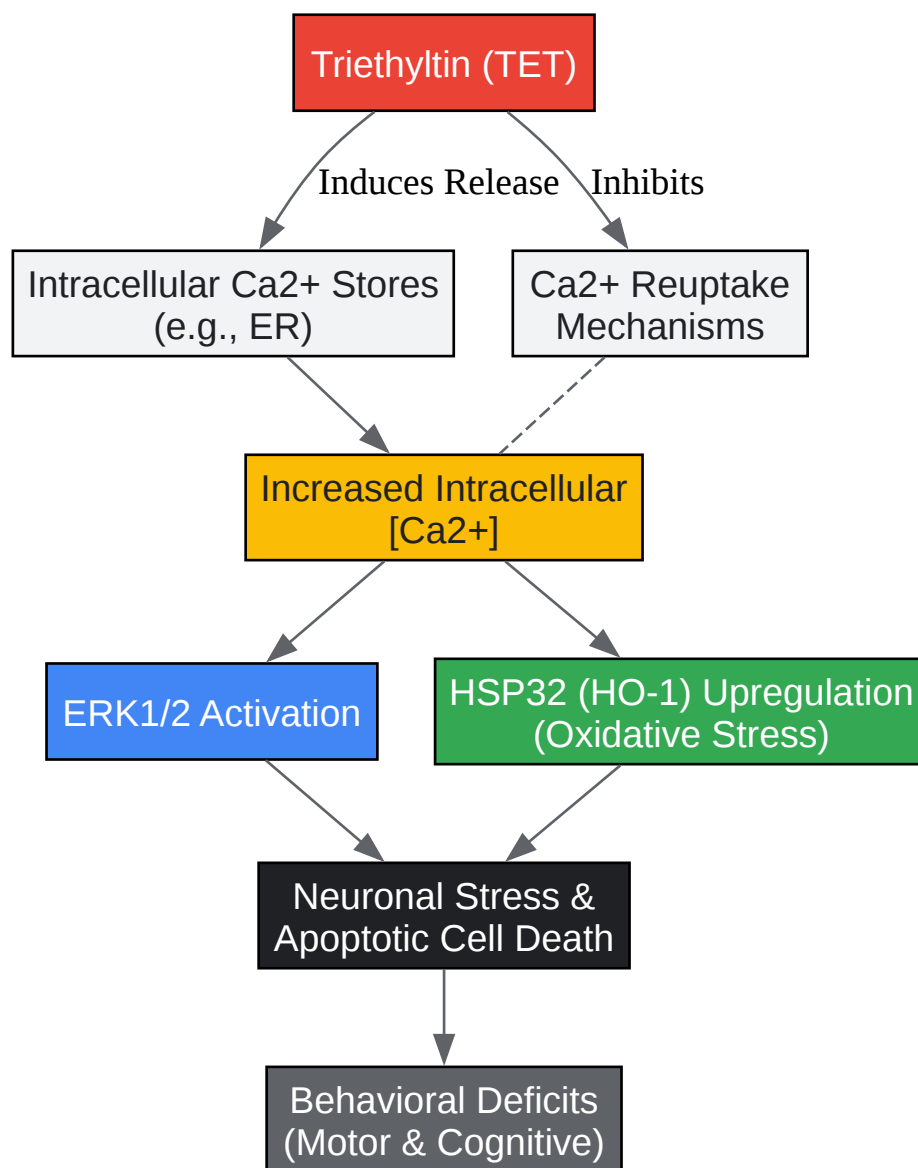 Triethyltin (TET)
Induces Release
Inhibits
Intracellular Ca2+ Stores
(e.g., ER)
Ca2+ Reuptake
Mechanisms
Increased Intracellular
[Ca2+]
ERK1/2 Activation
HSP32 (HO-1) Upregulation
(Oxidative Stress)
Neuronal Stress &
Apoptotic Cell Death
Behavioral Deficits
(Motor & Cognitive)